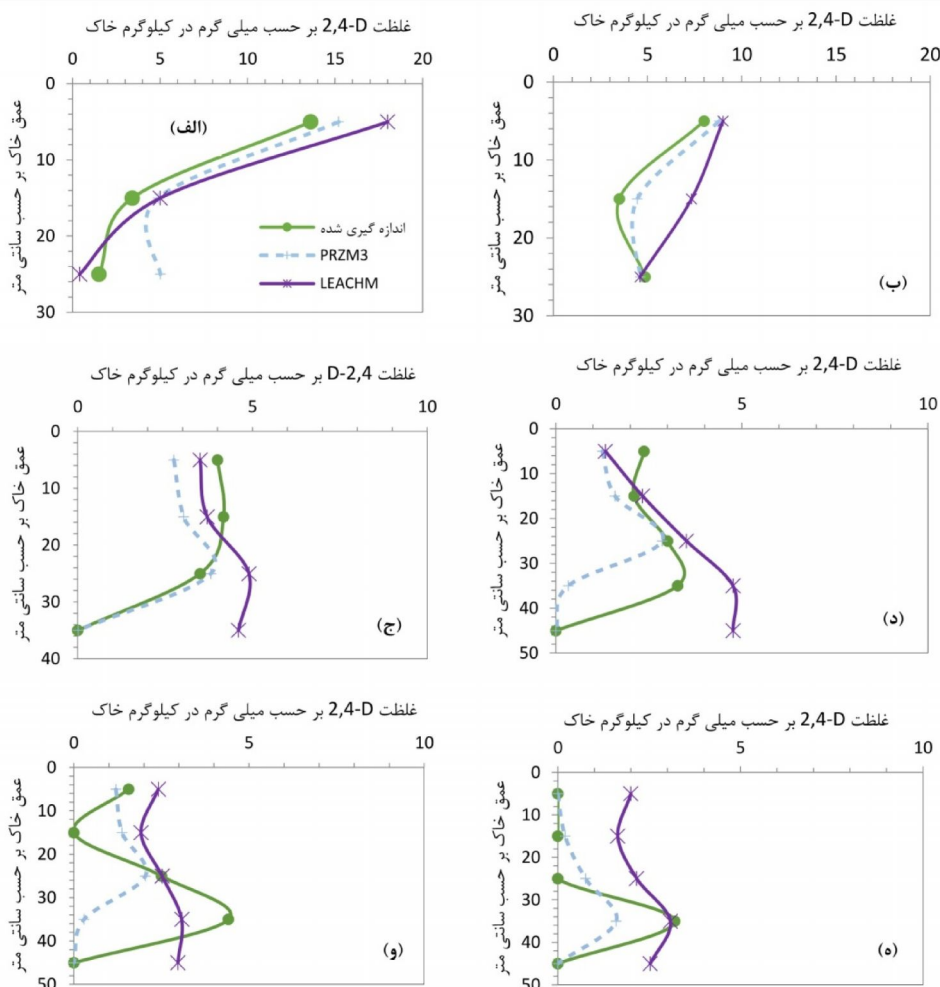 غلظت 2,4-D بر حسب میلی گرم در کیلوگرم خاک
0 5 10 15 20
عمق خاک بر حسب سانتی متر
0
10
20
30
(الف)
اندازه گیری شده
PRZM3
LEACHM
غلظت 2,4-D بر حسب میلی گرم در کیلوگرم خاک
0 5 10 15 20
عمق خاک بر حسب سانتی متر
0
10
20
30
(ب)
غلظت D-2,4 بر حسب میلی گرم در کیلوگرم خاک
0 5 10
عمق خاک بر حسب سانتی متر
0
10
20
30
40
(ج)
غلظت 2,4-D بر حسب میلی گرم در کیلوگرم خاک
0 5 10
عمق خاک بر حسب سانتی متر
0
10
20
30
40
50
(د)
غلظت 2,4-D بر حسب میلی گرم در کیلوگرم خاک
0 5 10
عمق خاک بر حسب سانتی متر
0
10
20
30
40
50
(و)
غلظت 2,4-D بر حسب میلی گرم در کیلوگرم خاک
0 5 10
عمق خاک بر حسب سانتی متر
0
10
20
30
40
50
(ه)